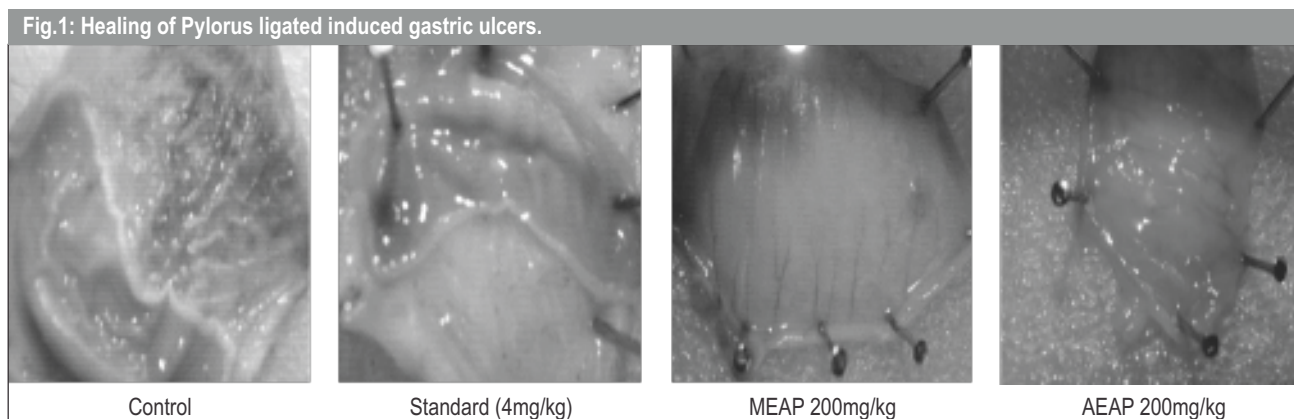 Fig.1: Healing of Pylorus ligated induced gastric ulcers.
Control
Standard (4mg/kg)
MEAP 200mg/kg
AEAP 200mg/kg